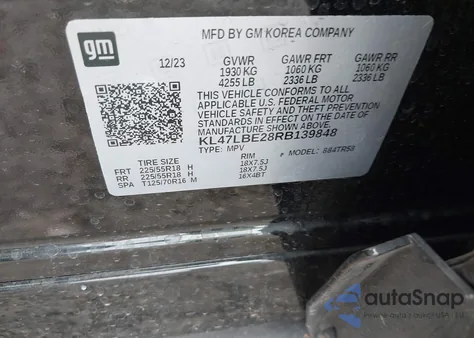 gm
MFD BY GM KOREA COMPANY
12/23 GVWR GAWR FRT GAWR RR
1930 KG 1060 KG 1060 KG
4255 LB 2336 LB 2336 LB
THIS VEHICLE CONFORMS TO ALL
APPLICABLE U.S. FEDERAL MOTOR
VEHICLE SAFETY AND THEFT PREVENTION
STANDARDS IN EFFECT ON THE DATE OF
KL47LBE28RB139848
TYPE: MPV MODEL: 884TR58
TIRE SIZE RIM
FRT 225/55R18 H 18X7.5J
RR 225/55R18 H 18X7.5J
SPA T125/70R16 M 16X4BT
autoSnap